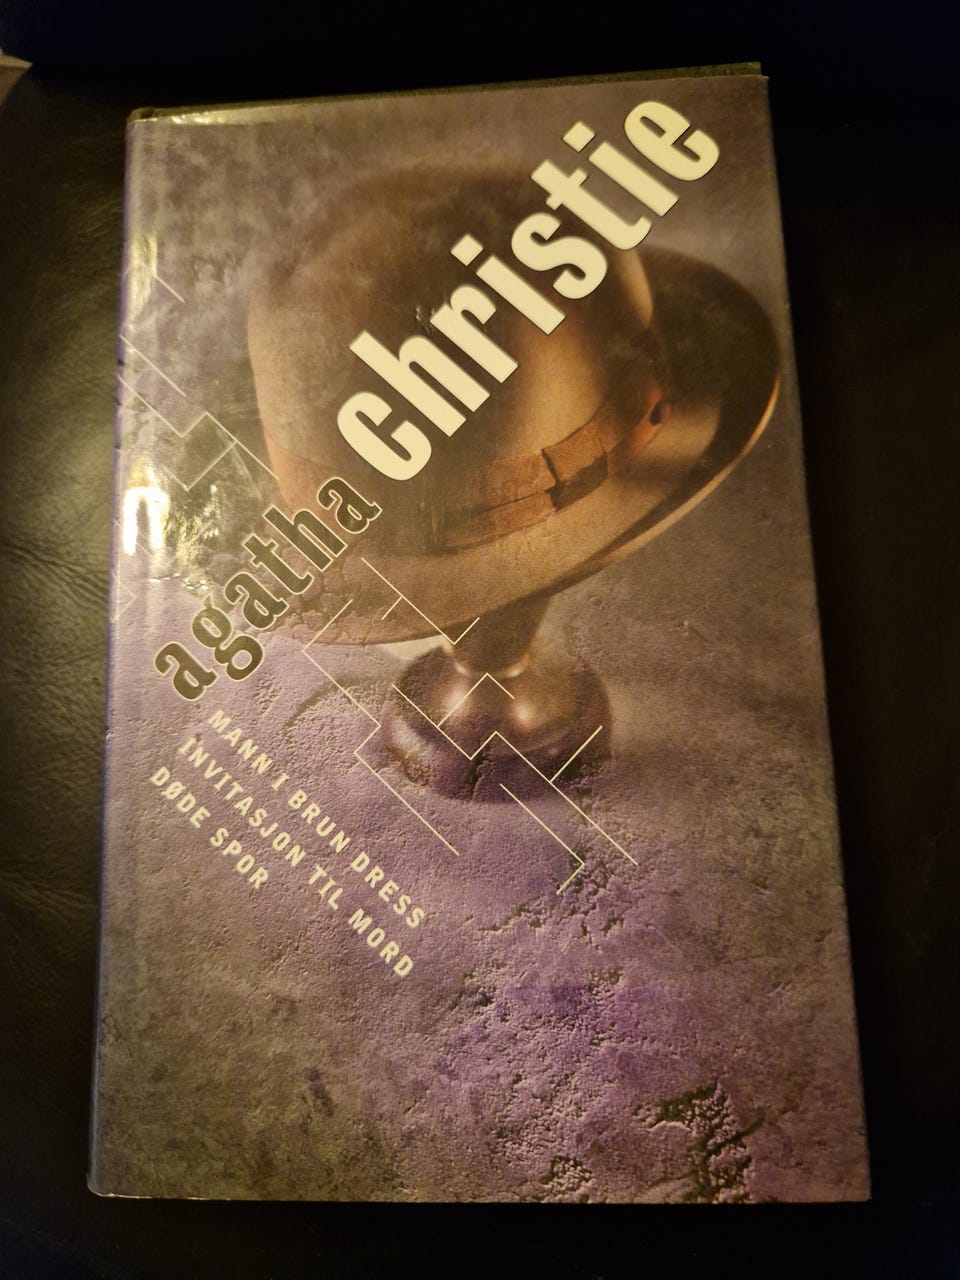 agatha christie
MANN I BRUN DRESS
INVITASJON TIL MORD
DØDE SPOR